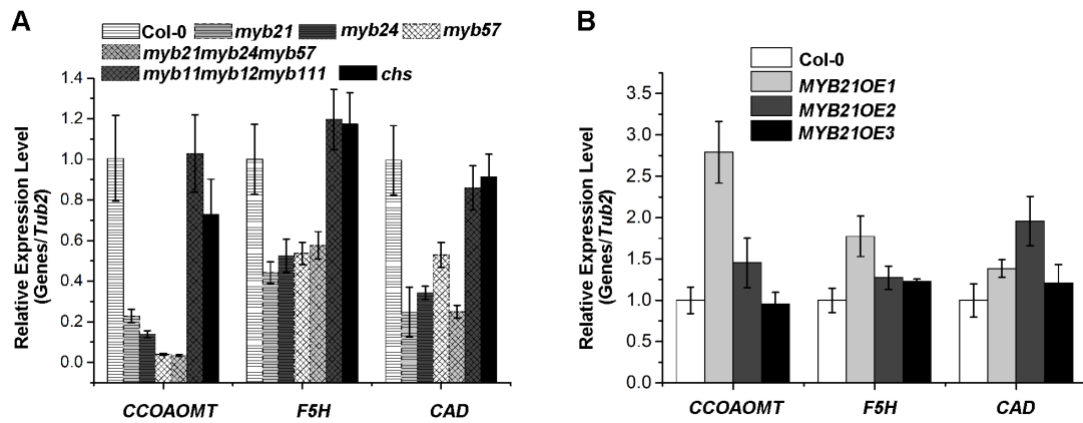 A
Col-0 myb21 myb24 myb57
myb21myb24myb57
myb11myb12myb111 chs
Relative Expression Level
(Genes/Tub2)
1.4
1.2
1.0
0.8
0.6
0.4
0.2
0.0
CCOAOMT F5H CAD
B
Col-0
MYB21OE1
MYB21OE2
MYB21OE3
Relative Expression Level
(Genes/Tub2)
3.5
3.0
2.5
2.0
1.5
1.0
0.5
0.0
CCOAOMT F5H CAD